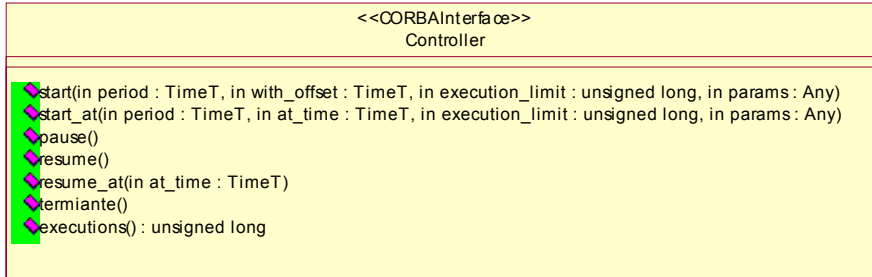 <<CORBAInterface>>
Controller
start(in period : TimeT, in with_offset : TimeT, in execution_limit : unsigned long, in params : Any)
start_at(in period : TimeT, in at_time : TimeT, in execution_limit : unsigned long, in params : Any)
pause()
resume()
resume_at(in at_time : TimeT)
termiante()
executions() : unsigned long